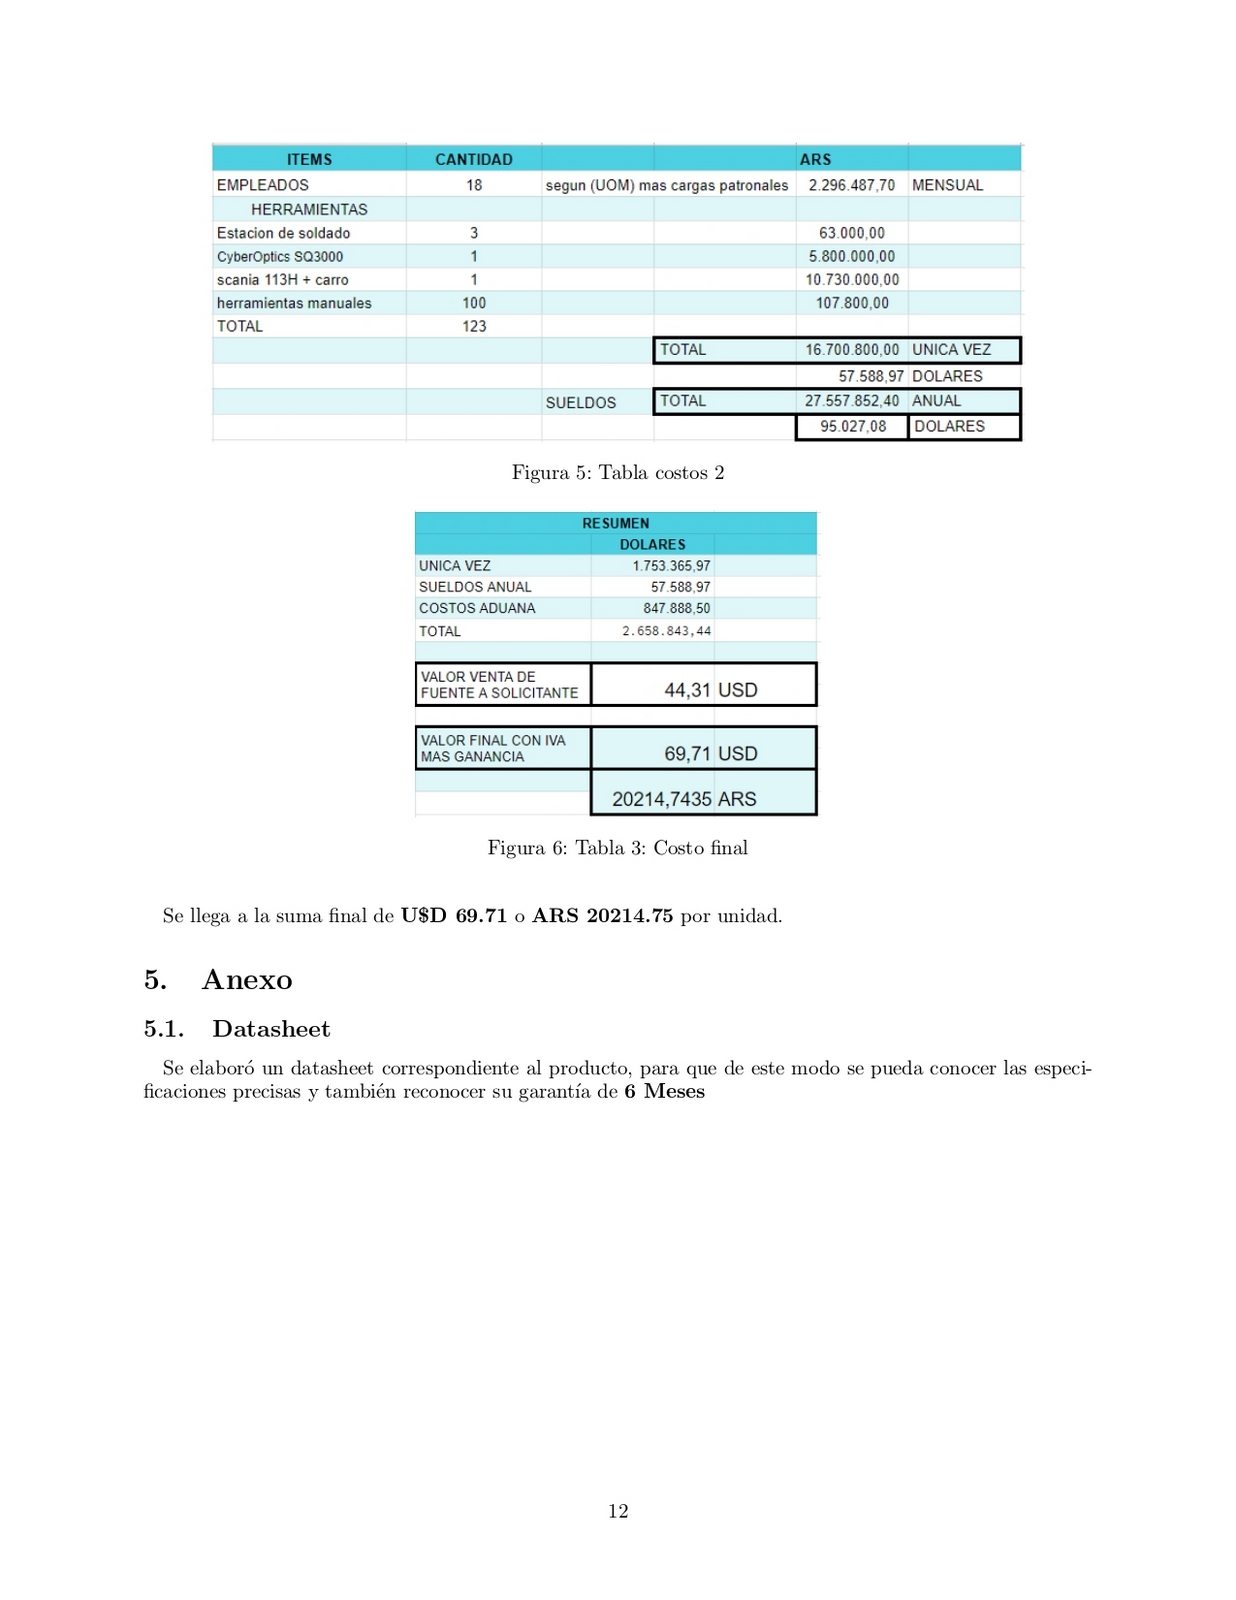 ITEMS CANTIDAD ARS
EMPLEADOS 18 segun (UOM) mas cargas patronales 2.296.487,70 MENSUAL
HERRAMIENTAS
Estacion de soldado 3 63.000,00
CyberOptics SQ3000 1 5.800.000,00
scania 113H + carro 1 10.730.000,00
herramientas manuales 100 107.800,00
TOTAL 123
TOTAL 16.700.800,00 UNICA VEZ
57.588,97 DOLARES
SUELDOS TOTAL 27.557.852,40 ANUAL
95.027,08 DOLARES
Figura 5: Tabla costos 2
RESUMEN
DOLARES
UNICA VEZ 1.753.365,97
SUELDOS ANUAL 57.588,97
COSTOS ADUANA 847.888,50
TOTAL 2.658.843,44
VALOR VENTA DE
FUENTE A SOLICITANTE 44,31 USD
VALOR FINAL CON IVA
MAS GANANCIA 69,71 USD
20214,7435 ARS
Figura 6: Tabla 3: Costo final
Se llega a la suma final de U$D 69.71 o ARS 20214.75 por unidad.
5. Anexo
5.1. Datasheet
Se elaboró un datasheet correspondiente al producto, para que de este modo se pueda conocer las especi-
ficaciones precisas y también reconocer su garantía de 6 Meses
12